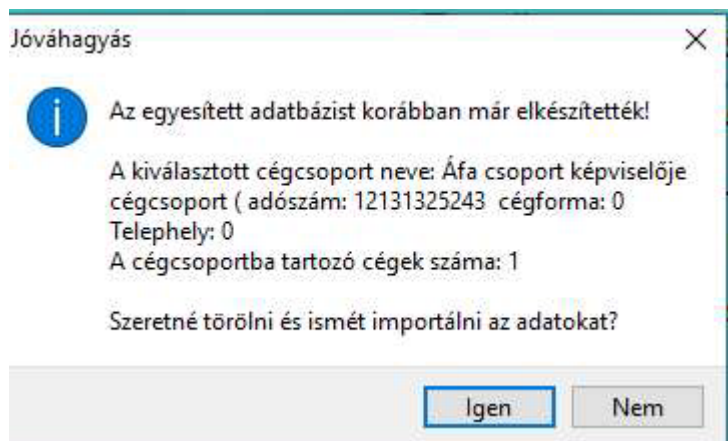 Jóváhagyás
Az egyesített adatbázist korábban már elkészítették!
A kiválasztott cégcsoport neve: Áfa csoport képviselője
cégcsoport ( adószám: 12131325243 cégforma: 0
Telephely: 0
A cégcsoportba tartozó cégek száma: 1
Szeretné törölni és ismét importálni az adatokat?
Igen
Nem